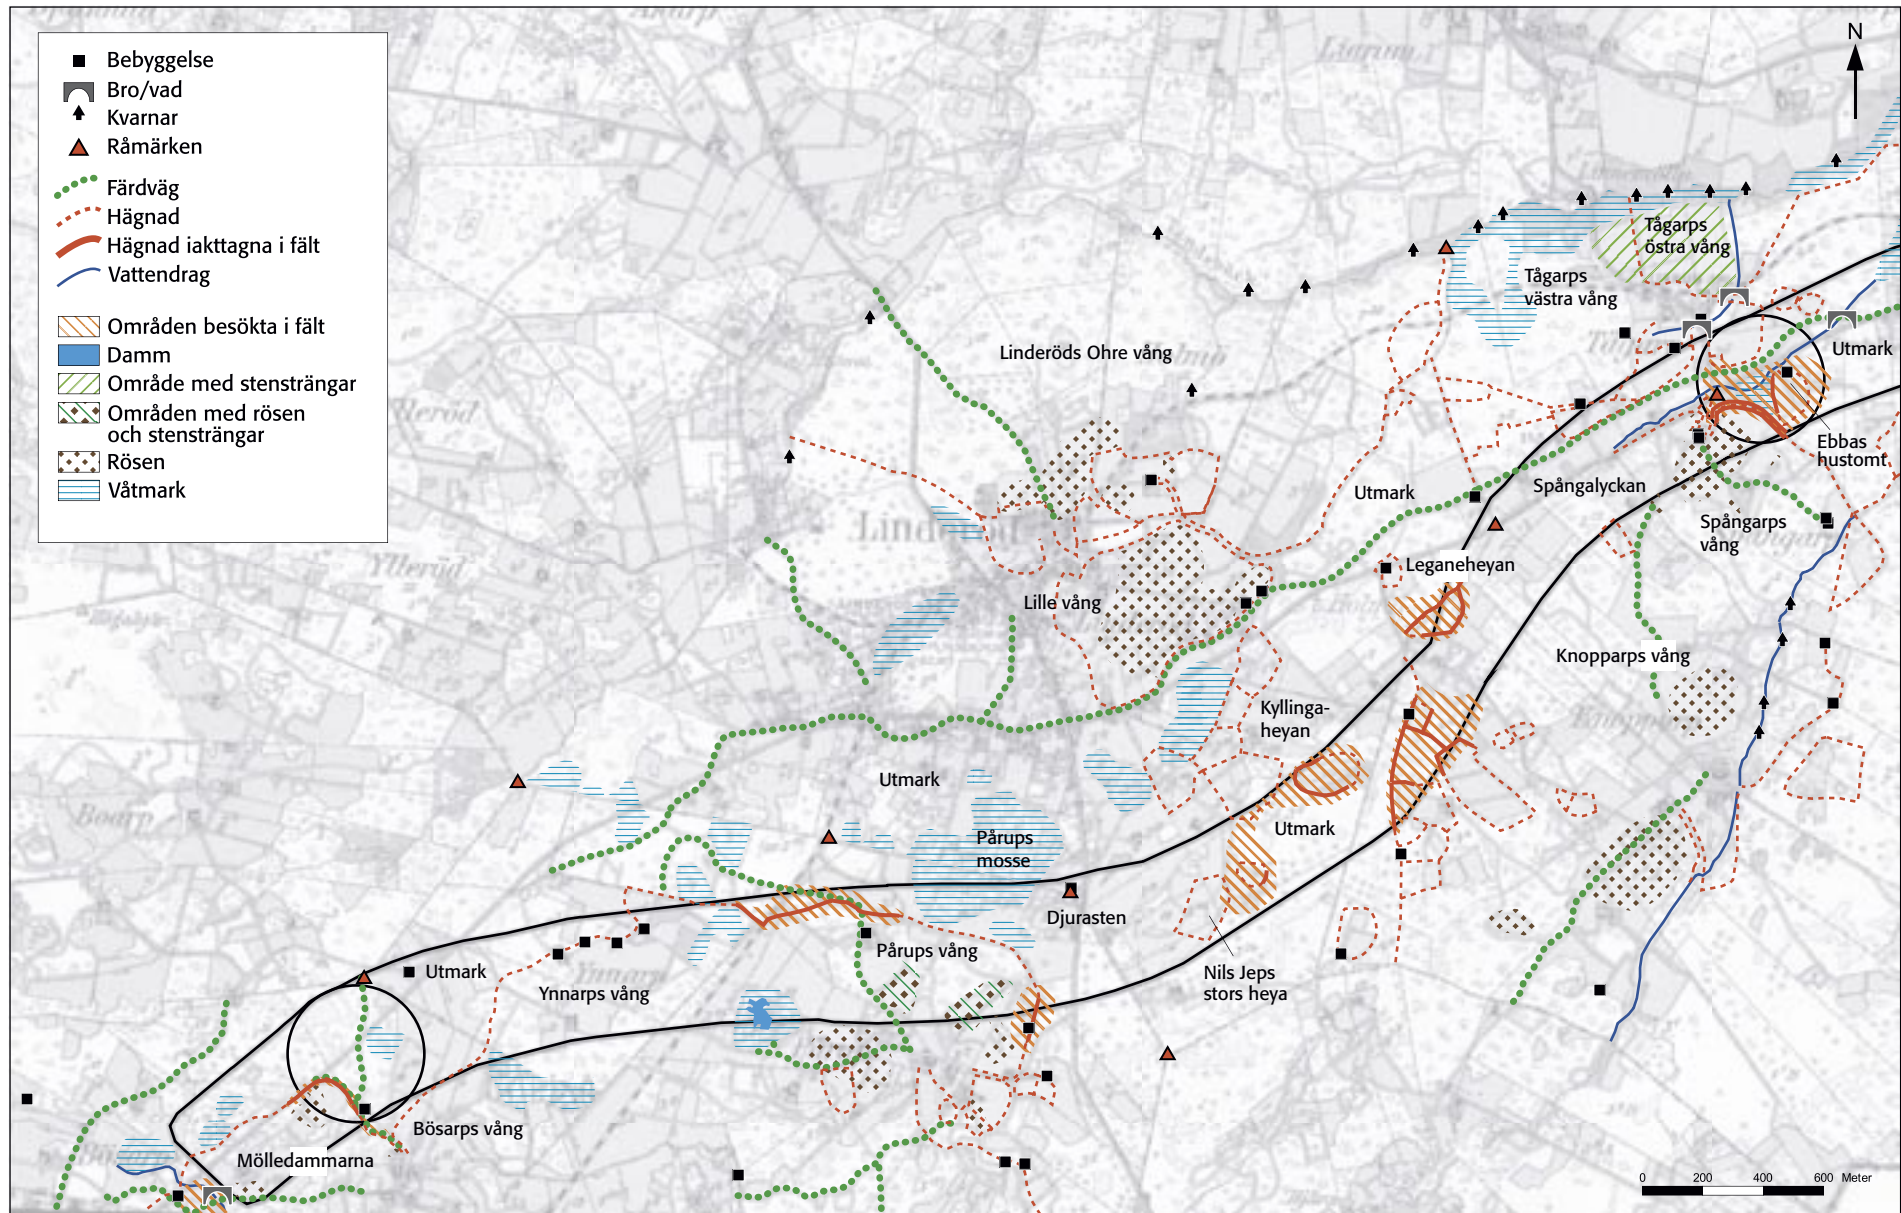 N
Bebyggelse
Bro/vad
Kvarnar
Råmärken
Färdväg
Hägnad
Hägnad iakttagna i fält
Vattendrag
Områden besökta i fält
Damm
Område med stensträngar
Områden med rösen
och stensträngar
Rösen
Våtmark
Tågarps
östra vång
Tågarps
västra vång
Linderöds Ohre vång
Utmark
Ebbas
hustomt
Utmark
Spångalyckan
Spångarps
vång
Leganeheyan
Lille vång
Knopparps vång
Kyllinga-
heyan
Utmark
Utmark
Pårups
mosse
Djurasten
Pårups vång
Utmark
Ynnarps vång
Nils Jeps
stors heya
Bösarps vång
Mölledammarna
0 200 400 600 Meter
Ylleröd
Boarp